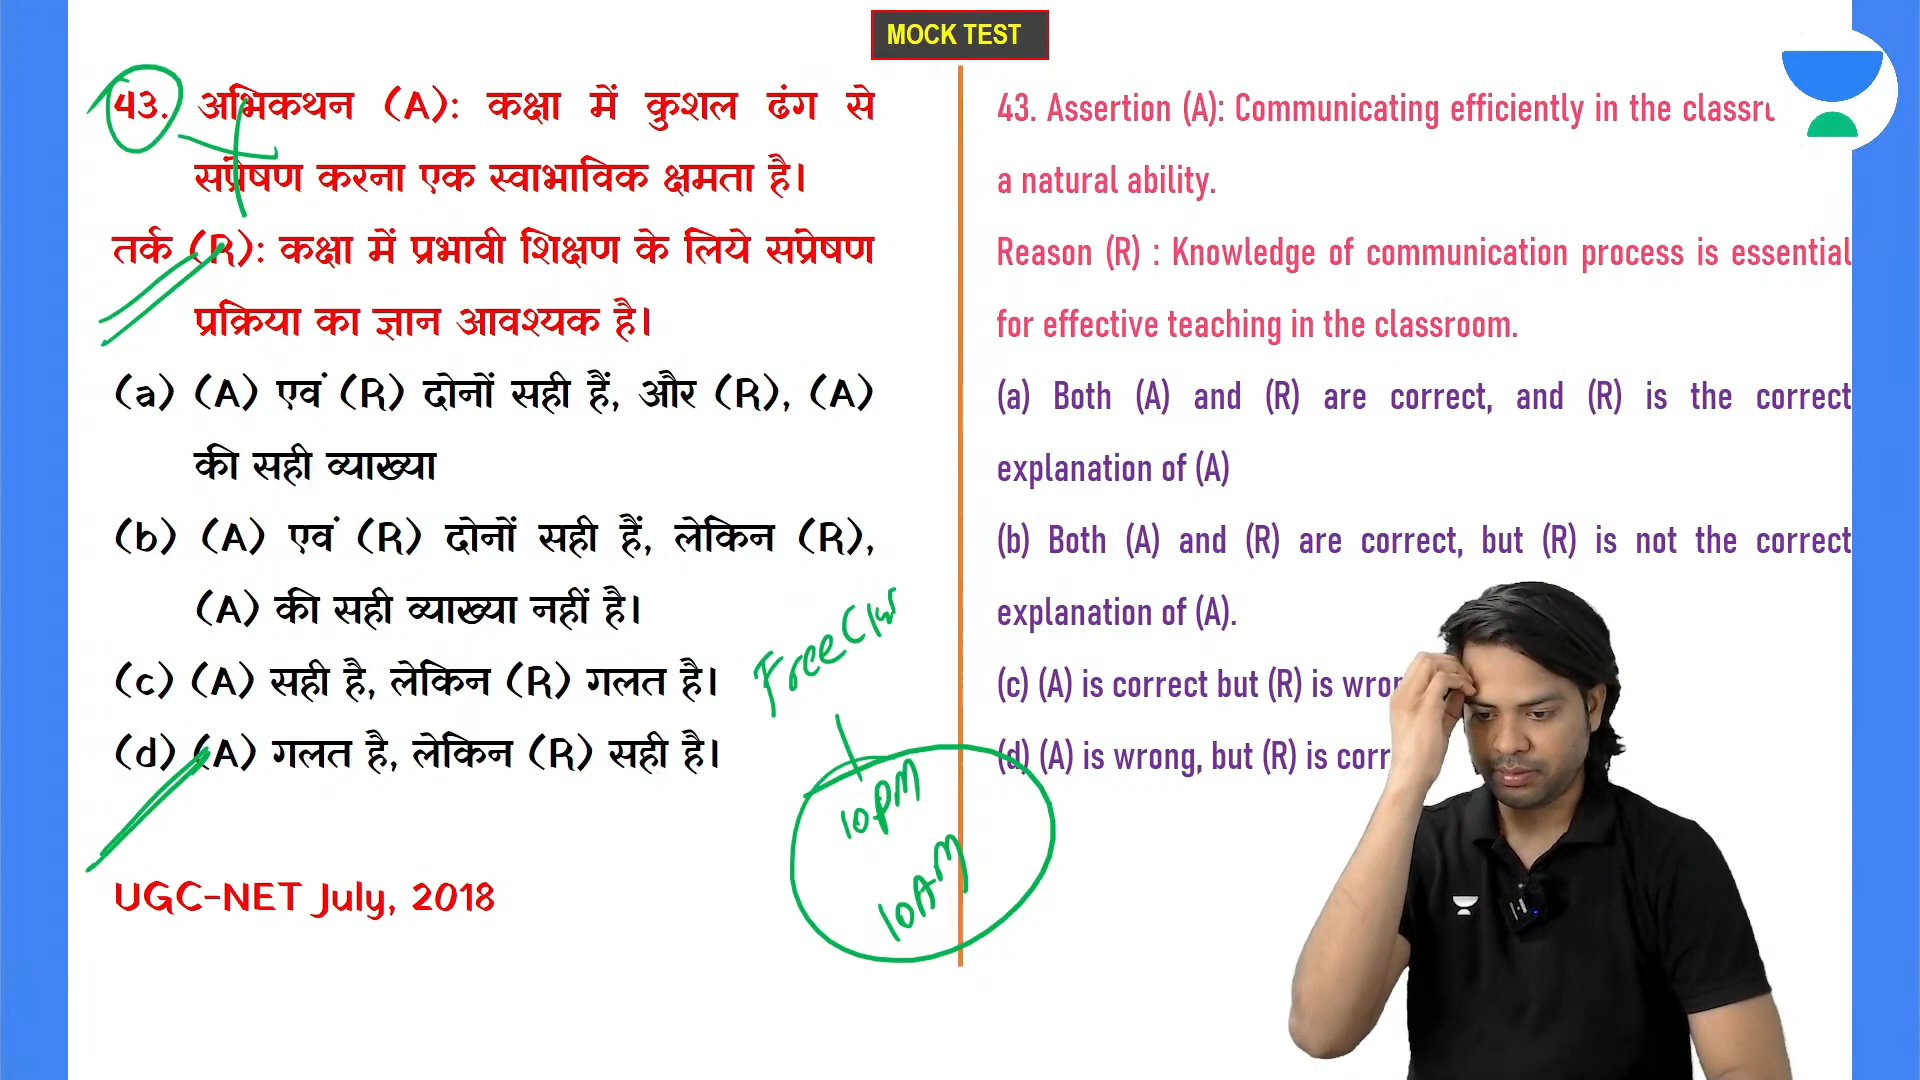 MOCK TEST
43. अभिकथन (A): कक्षा में कुशल ढंग से
संप्रेषण करना एक स्वाभाविक क्षमता है।
तर्क (R): कक्षा में प्रभावी शिक्षण के लिये संप्रेषण
प्रक्रिया का ज्ञान आवश्यक है।
(a) (A) एवं (R) दोनों सही हैं, और (R), (A)
की सही व्याख्या
(b) (A) एवं (R) दोनों सही हैं, लेकिन (R),
(A) की सही व्याख्या नहीं है।
(c) (A) सही है, लेकिन (R) गलत है।
(d) (A) गलत है, लेकिन (R) सही है।
UGC-NET July, 2018
Free
10PM
10AM
43. Assertion (A): Communicating efficiently in the
a natural ability.
Reason (R) : Knowledge of communication process is essential
for effective teaching in the classroom.
(a) Both (A) and (R) are correct, and (R) is the correct
explanation of (A)
(b) Both (A) and (R) are correct, but (R) is not the correct
explanation of (A).
(c) (A) is correct but (R) is
(d) (A) is wrong, but (R) is